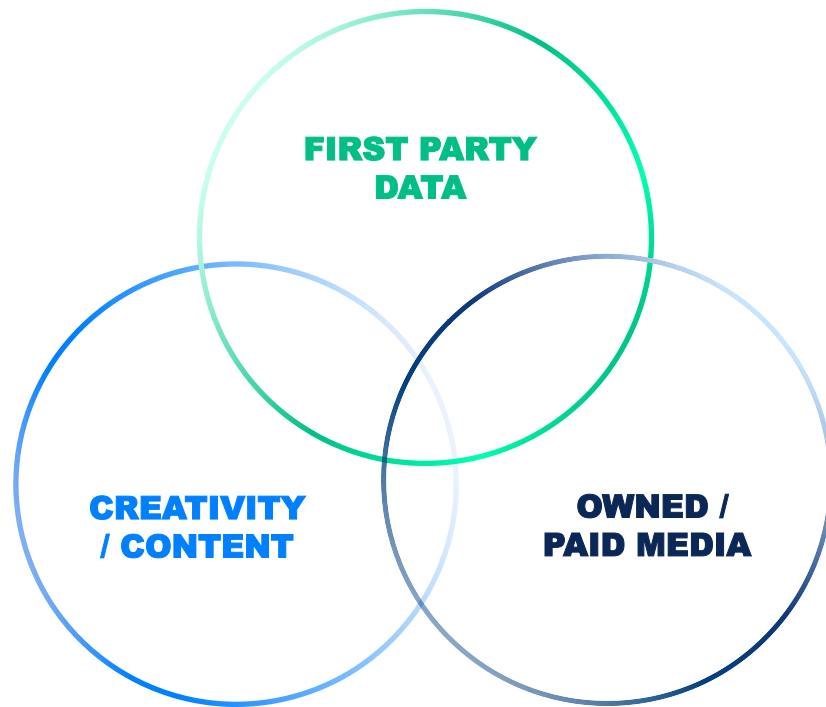 FIRST PARTY
DATA
CREATIVITY
/ CONTENT
OWNED /
PAID MEDIA